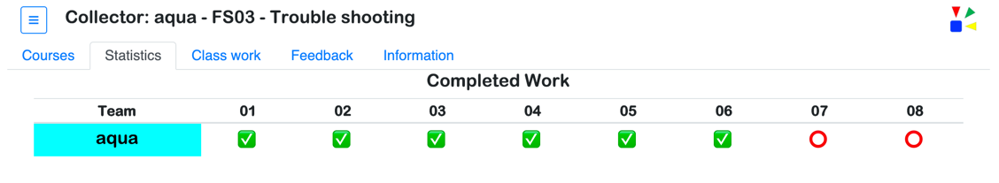 Collector: aqua - FS03 - Trouble shooting
Courses Statistics Class work Feedback Information
Completed Work
Team 01 02 03 04 05 06 07 08
aqua